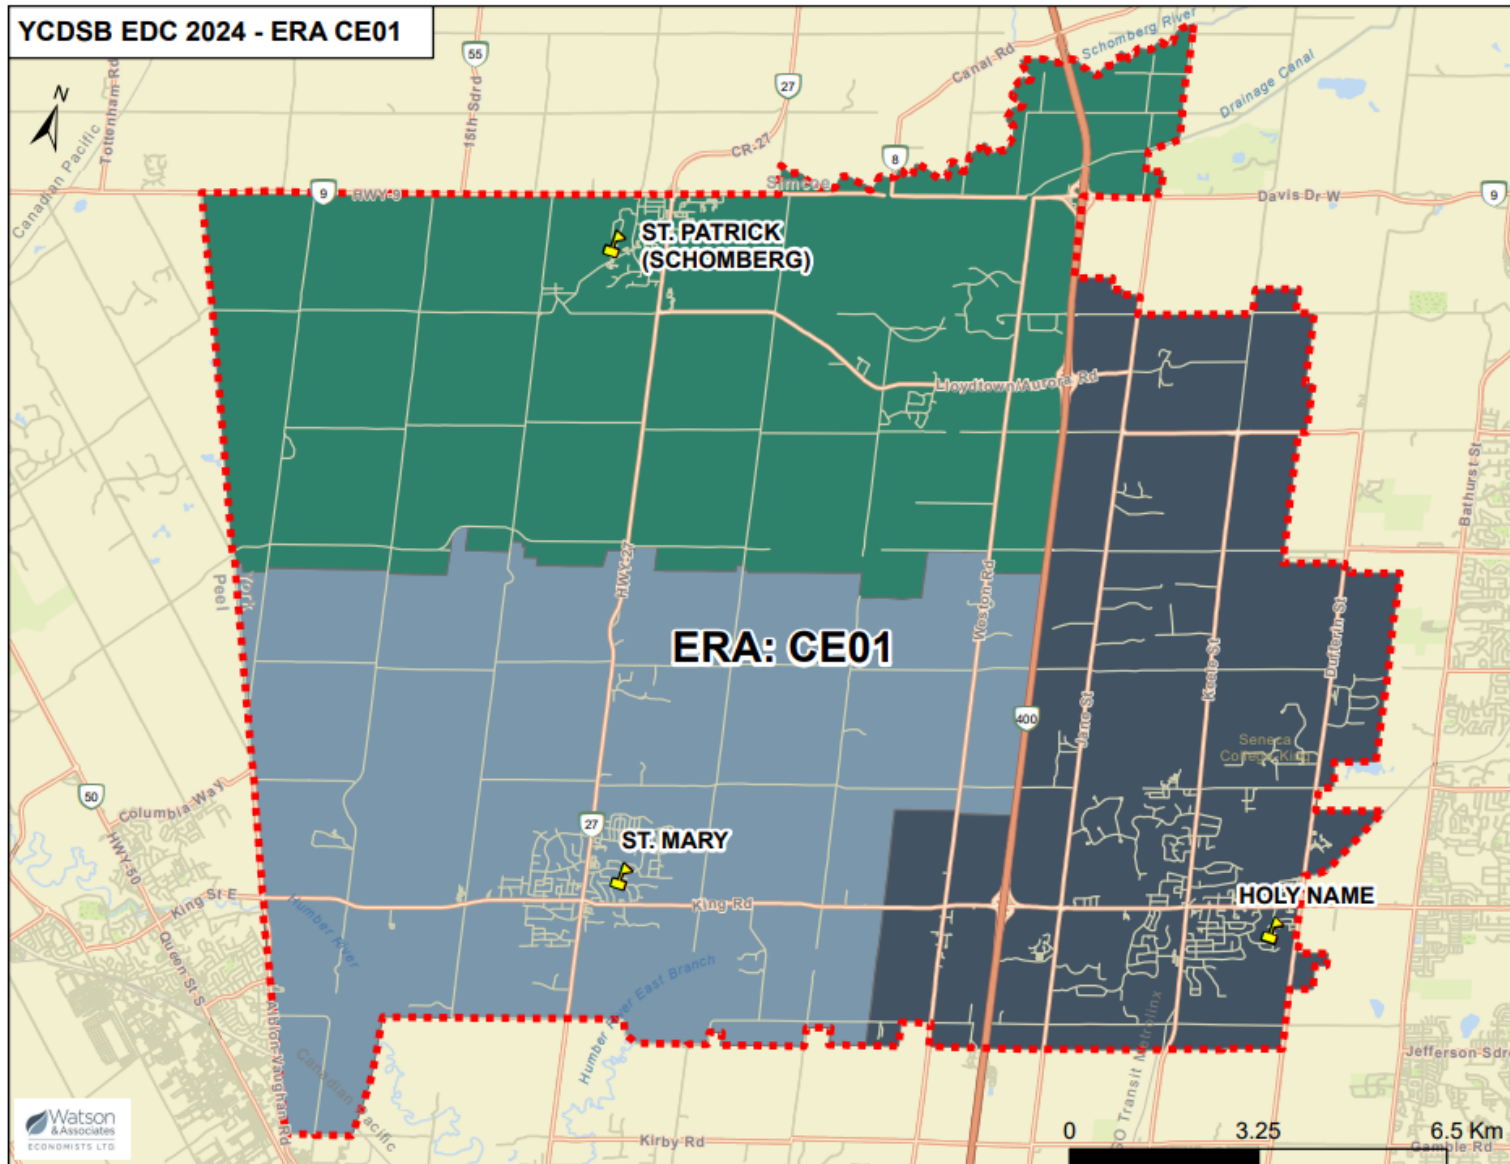 YCDSB EDC 2024 - ERA CE01
N
55
15th Sdrd
Tottenham Rd
Canadian Pacific
27
CR-27
Canal Rd
Schomberg River
Drainage Canal
8
Simcoe
9
HWY-9
Davis Dr W
9
ST. PATRICK
(SCHOMBERG)
Lloydtown/Aurora Rd
Bathurst St
HWY-27
Weston Rd
Peel
York
ERA: CE01
Dufferin St
Keele St
Jane St
400
Seneca
College King
50
Columbia Way
HWY-50
27
ST. MARY
King St E
King Rd
HOLY NAME
Humber River
Queen St S
Humber River East Branch
Albion-Vaughan Rd
Canadian Pacific
GO Transit Metrolinx
Jefferson Sdr
Kirby Rd
Gamble Rd
0
3.25
6.5 Km
Watson
& Associates
ECONOMISTS LTD.